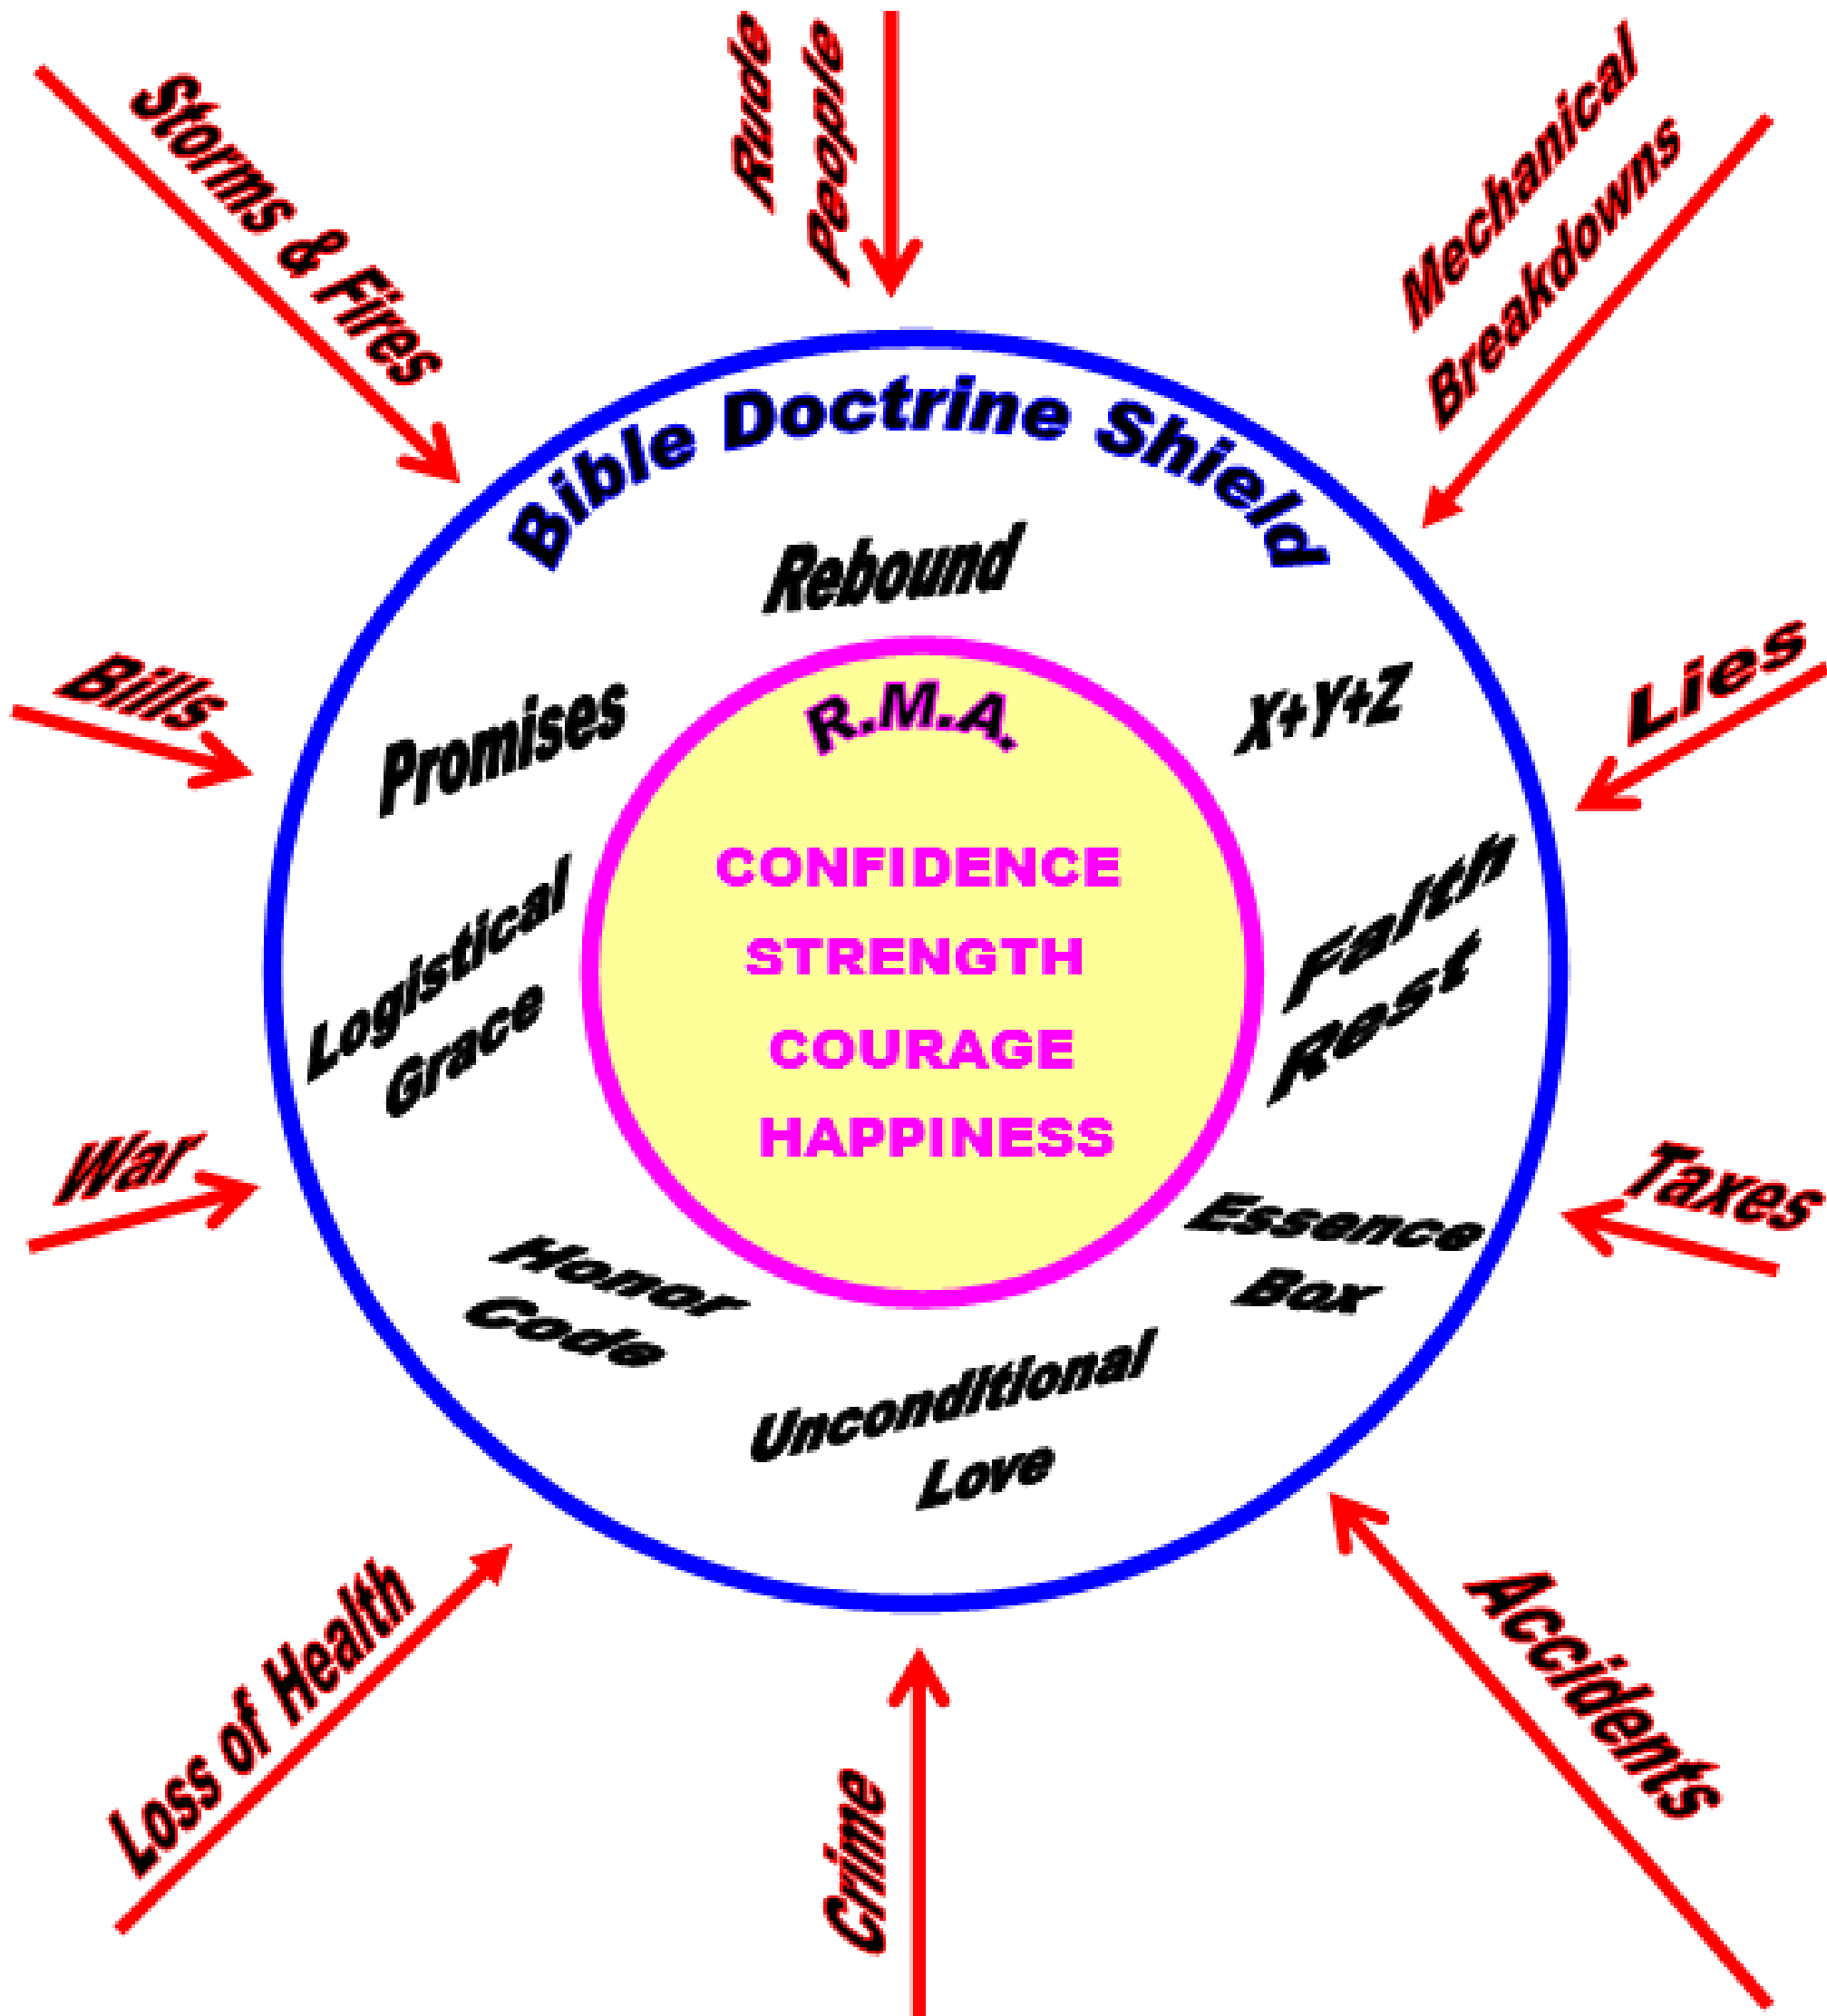 Rude
People
Storms & Fires
Mechanical
Breakdowns
Bible Doctrine Shield
Rebound
Bills
Promises
R.M.A.
X+Y+Z
Lies
CONFIDENCE
STRENGTH
COURAGE
HAPPINESS
Logistical
Grace
Faith
Rest
War
Taxes
Essence
Box
Honor
Code
Unconditional
Love
Loss of Health
Crime
Accidents